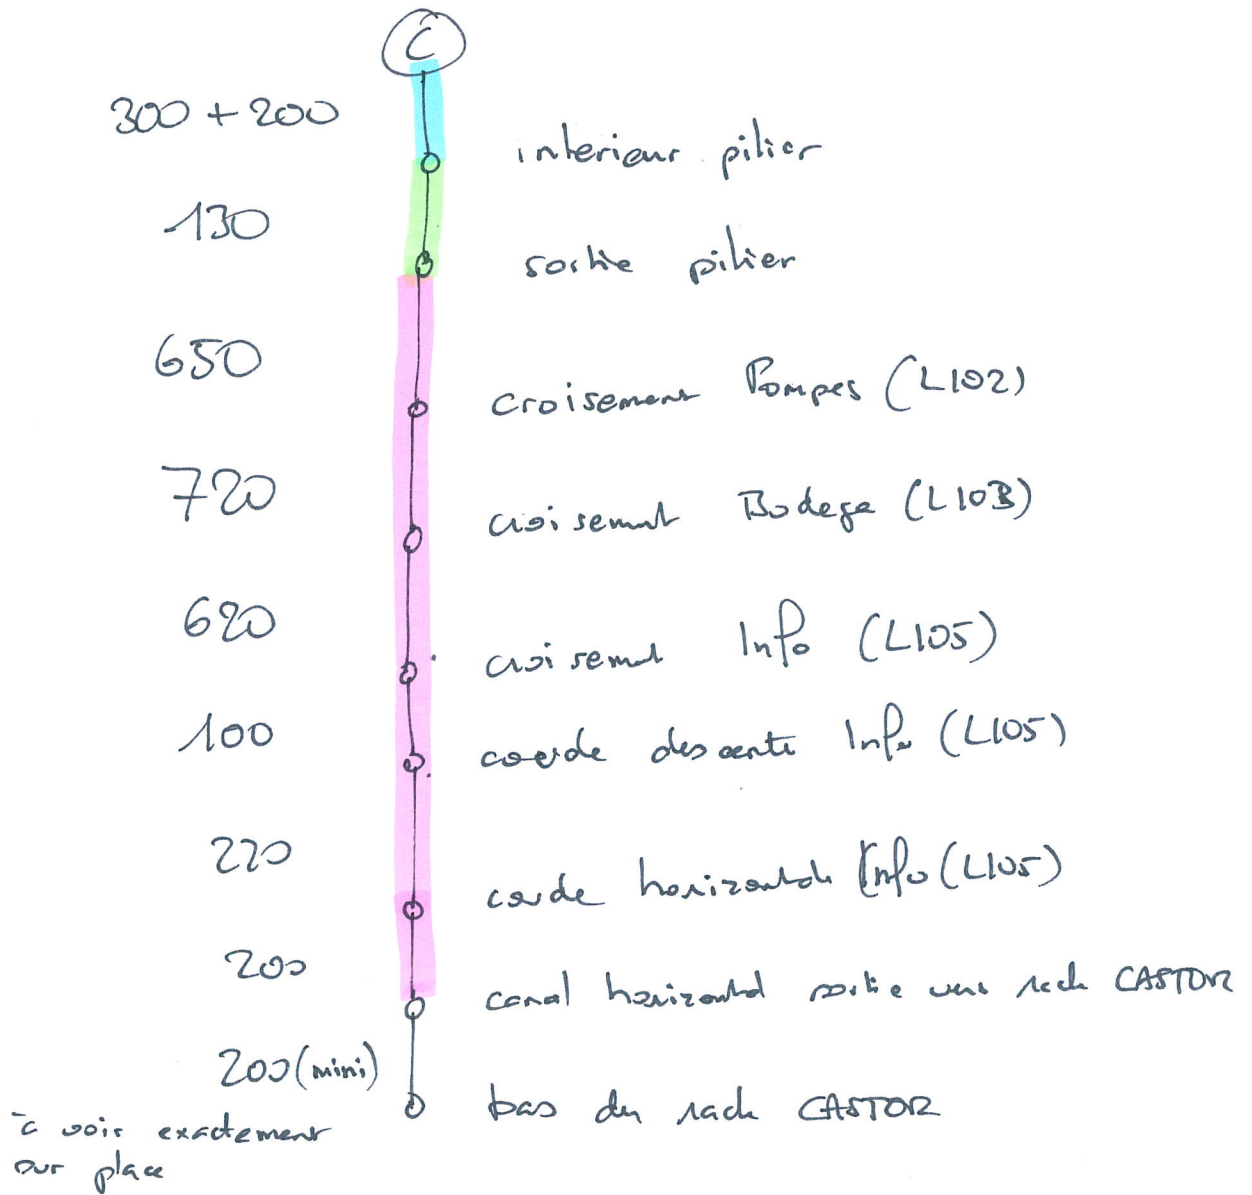 C
300 + 200
interieur pilier
130
sortie pilier
650
croisement Pompes (L102)
720
croisement Bodega (L103)
620
croisement Info (L105)
100
coude descente Info (L105)
220
coude horizontale Info (L105)
200
canal horizontal sortie vers rack CASTOR
200 (mini)
bas du rack CASTOR
à voir exactement
sur place